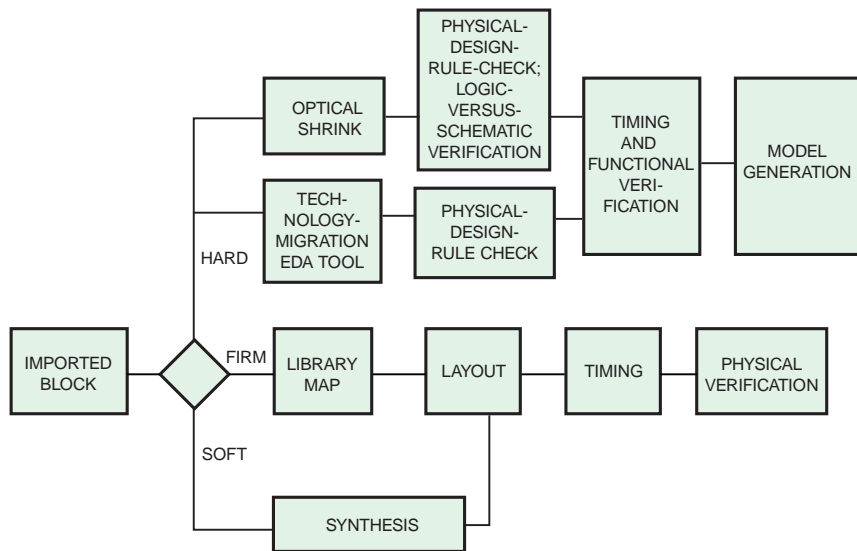 OPTICAL
SHRINK
PHYSICAL-
DESIGN-
RULE-CHECK;
LOGIC-
VERSUS-
SCHEMATIC
VERIFICATION
TIMING
AND
FUNCTIONAL
VERI-
FICATION
MODEL
GENERATION
TECH-
NOLOGY-
MIGRATION
EDA TOOL
PHYSICAL-
DESIGN-
RULE CHECK
HARD
IMPORTED
BLOCK
FIRM
LIBRARY
MAP
LAYOUT
TIMING
PHYSICAL
VERIFICATION
SOFT
SYNTHESIS